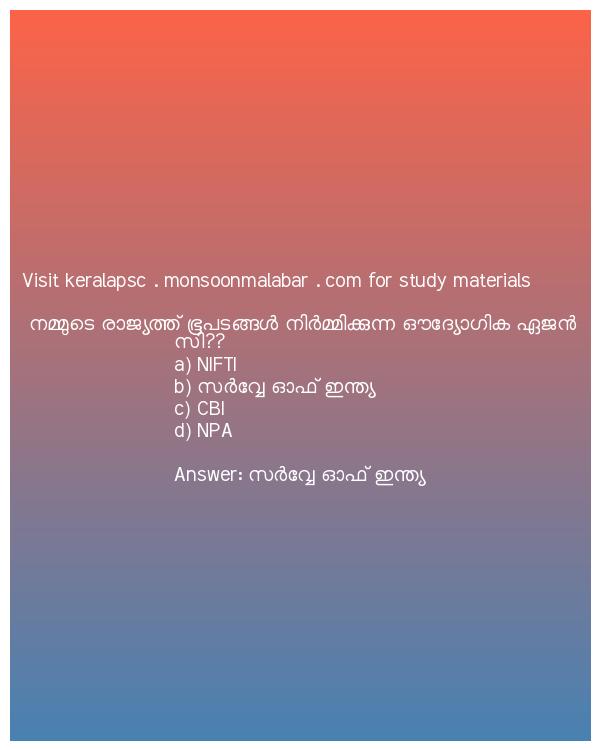 Visit keralapsc . monsoonmalabar . com for study materials
നമ്മുടെ രാജ്യത്ത് ഭൂപടങ്ങൾ നിർമ്മിക്കുന്ന ഔദ്യോഗിക ഏജൻ
സി??
a) NIFTI
b) സർവ്വേ ഓഫ് ഇന്ത്യ
c) CBI
d) NPA
Answer: സർവ്വേ ഓഫ് ഇന്ത്യ